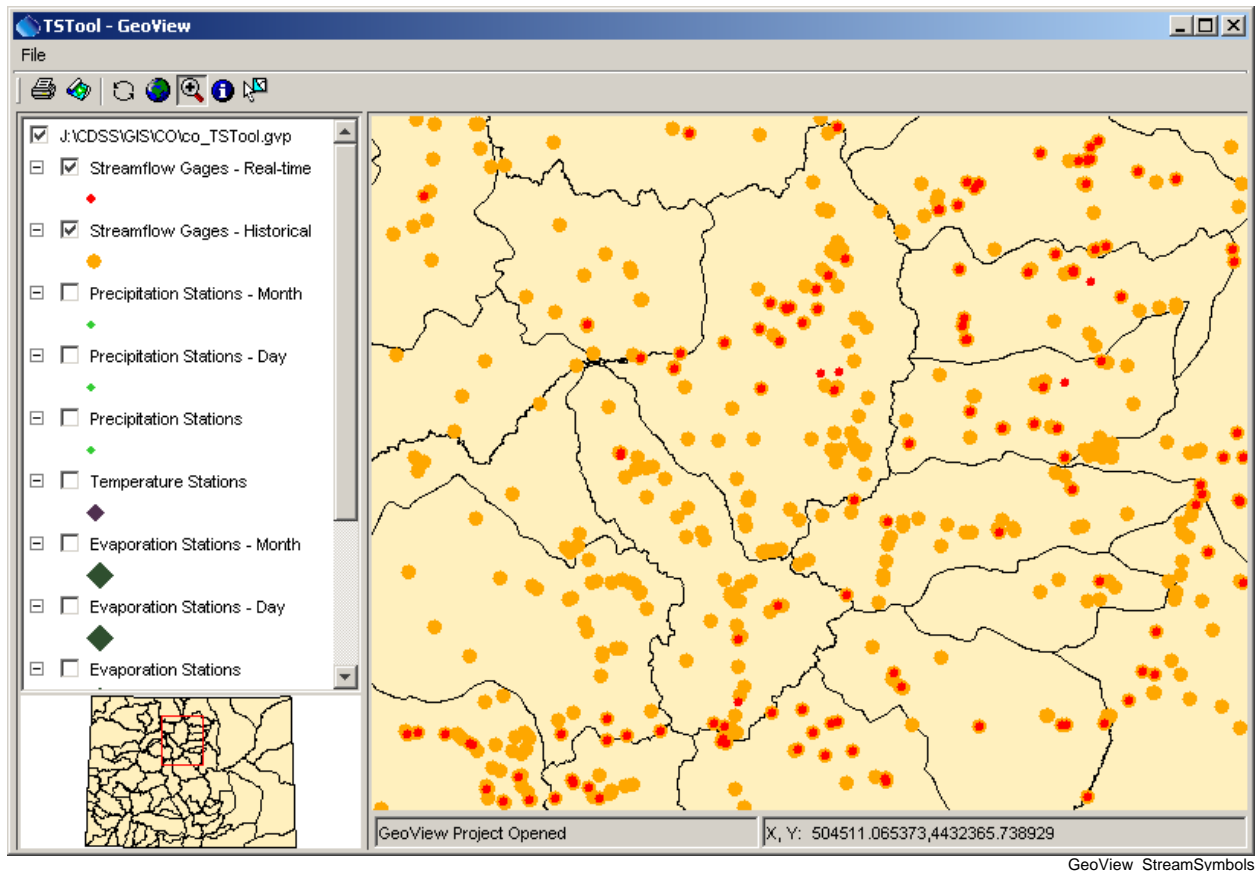 TSTool - GeoView
File
J:\CDSS\GIS\CO\co_TSTool.gvp
Streamflow Gages - Real-time
Streamflow Gages - Historical
Precipitation Stations - Month
Precipitation Stations - Day
Precipitation Stations
Temperature Stations
Evaporation Stations - Month
Evaporation Stations - Day
Evaporation Stations
GeoView Project Opened
X, Y: 504511.065373,4432365.738929
GeoView_StreamSymbols